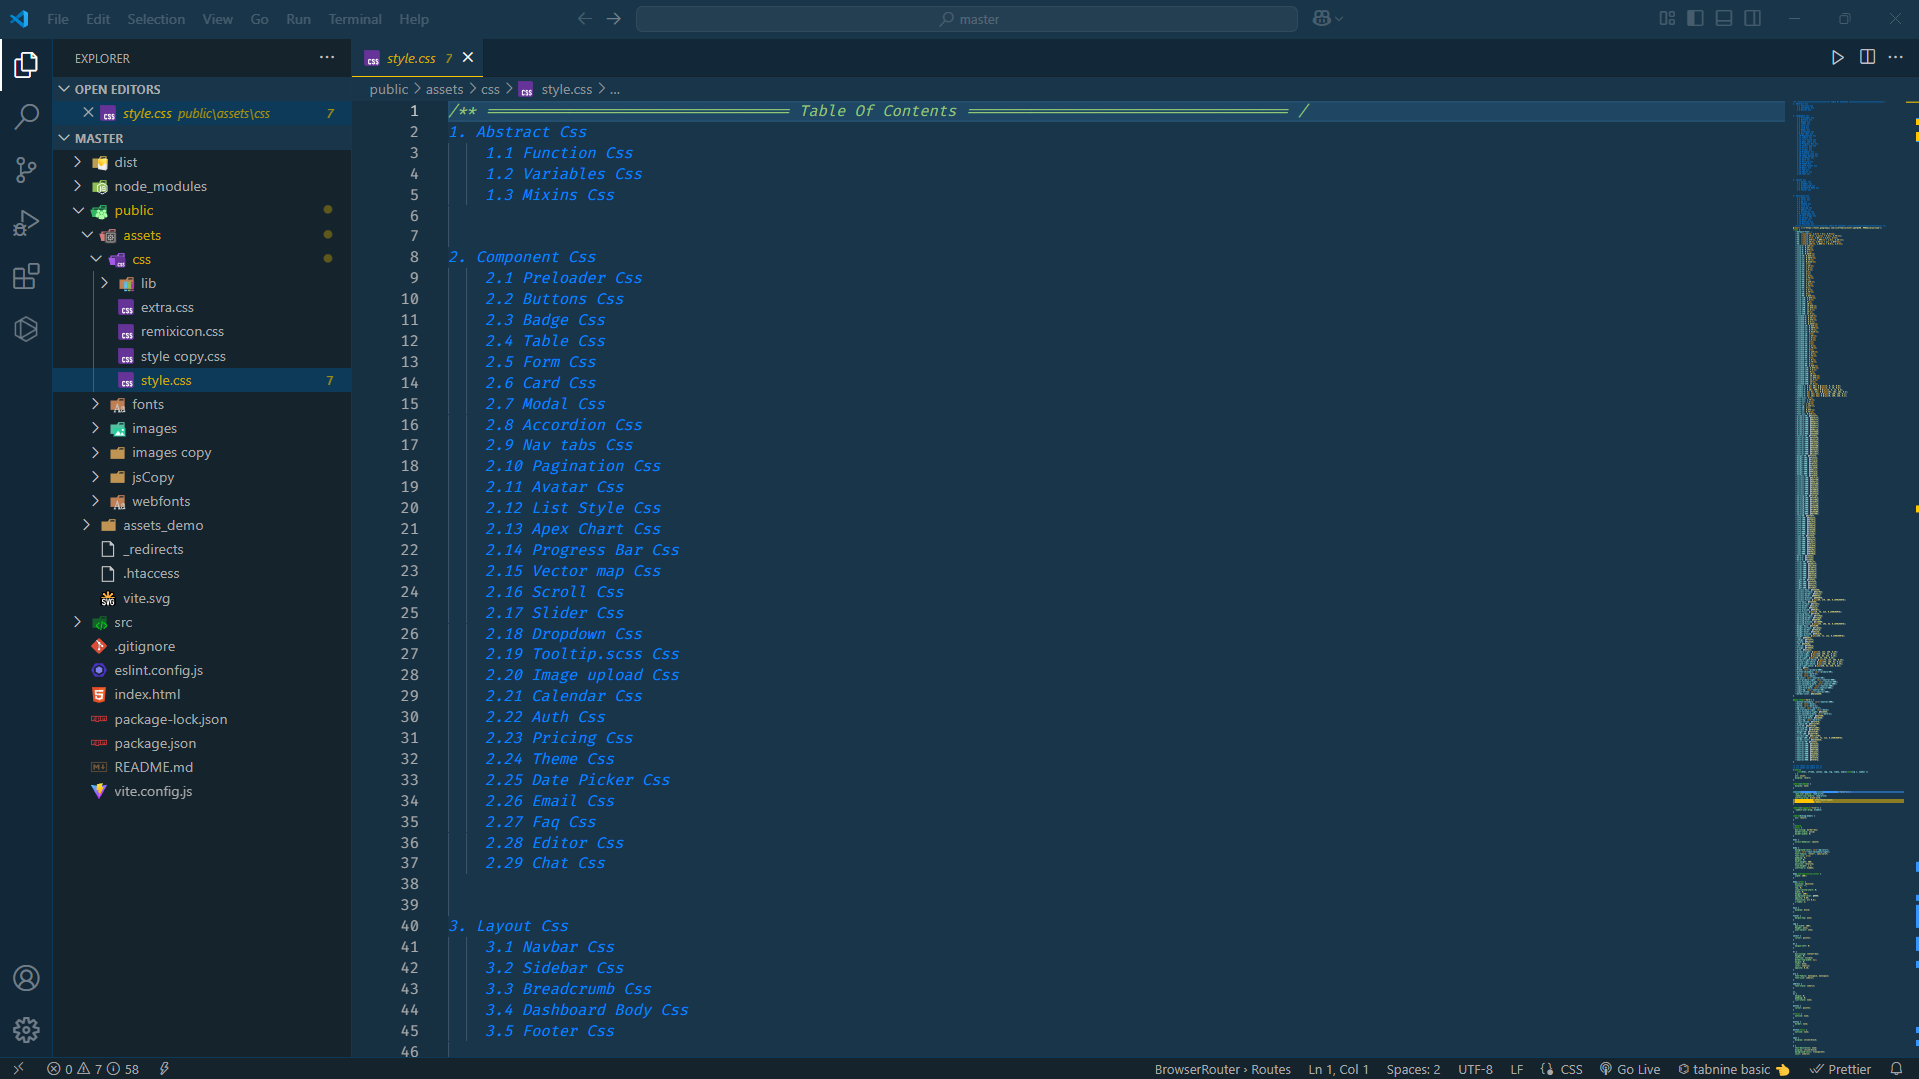 File Edit Selection View Go Run Terminal Help
master
EXPLORER
OPEN EDITORS
style.css public\assets\css 7
MASTER
dist
node_modules
public
assets
css
lib
extra.css
remixicon.css
style copy.css
style.css 7
fonts
images
images copy
jsCopy
webfonts
assets_demo
_redirects
.htaccess
vite.svg
src
.gitignore
eslint.config.js
index.html
package-lock.json
package.json
README.md
vite.config.js
style.css 7
public > assets > css > style.css > ...
1 /** ================================= Table Of Contents =================================== /
2 1. Abstract Css
3 1.1 Function Css
4 1.2 Variables Css
5 1.3 Mixins Css
6
7
8 2. Component Css
9 2.1 Preloader Css
10 2.2 Buttons Css
11 2.3 Badge Css
12 2.4 Table Css
13 2.5 Form Css
14 2.6 Card Css
15 2.7 Modal Css
16 2.8 Accordion Css
17 2.9 Nav tabs Css
18 2.10 Pagination Css
19 2.11 Avatar Css
20 2.12 List Style Css
21 2.13 Apex Chart Css
22 2.14 Progress Bar Css
23 2.15 Vector map Css
24 2.16 Scroll Css
25 2.17 Slider Css
26 2.18 Dropdown Css
27 2.19 Tooltip.scss Css
28 2.20 Image upload Css
29 2.21 Calendar Css
30 2.22 Auth Css
31 2.23 Pricing Css
32 2.24 Theme Css
33 2.25 Date Picker Css
34 2.26 Email Css
35 2.27 Faq Css
36 2.28 Editor Css
37 2.29 Chat Css
38
39
40 3. Layout Css
41 3.1 Navbar Css
42 3.2 Sidebar Css
43 3.3 Breadcrumb Css
44 3.4 Dashboard Body Css
45 3.5 Footer Css
46
0 7 58
BrowserRouter › Routes Ln 1, Col 1 Spaces: 2 UTF-8 LF CSS Go Live tabnine basic Prettier